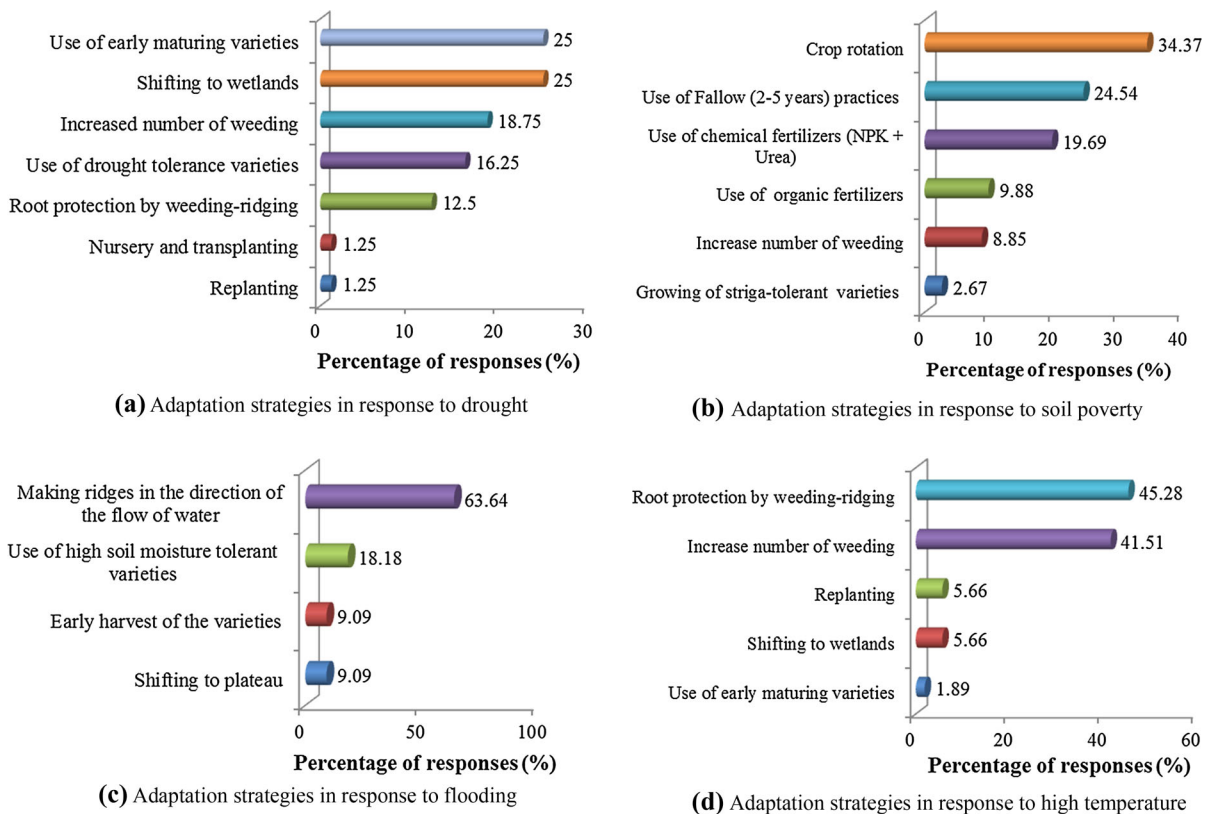 Use of early maturing varieties 25
Shifting to wetlands 25
Increased number of weeding 18.75
Use of drought tolerance varieties 16.25
Root protection by weeding-ridging 12.5
Nursery and transplanting 1.25
Replanting 1.25
0 10 20 30
Percentage of responses (%)
(a) Adaptation strategies in response to drought
Crop rotation 34.37
Use of Fallow (2-5 years) practices 24.54
Use of chemical fertilizers (NPK +
Urea) 19.69
Use of organic fertilizers 9.88
Increase number of weeding 8.85
Growing of striga-tolerant varieties 2.67
0 10 20 30 40
Percentage of responses (%)
(b) Adaptation strategies in response to soil poverty
Making ridges in the direction of
the flow of water 63.64
Use of high soil moisture tolerant
varieties 18.18
Early harvest of the varieties 9.09
Shifting to plateau 9.09
0 50 100
Percentage of responses (%)
(c) Adaptation strategies in response to flooding
Root protection by weeding-ridging 45.28
Increase number of weeding 41.51
Replanting 5.66
Shifting to wetlands 5.66
Use of early maturing varieties 1.89
0 20 40 60
Percentage of responses (%)
(d) Adaptation strategies in response to high temperature